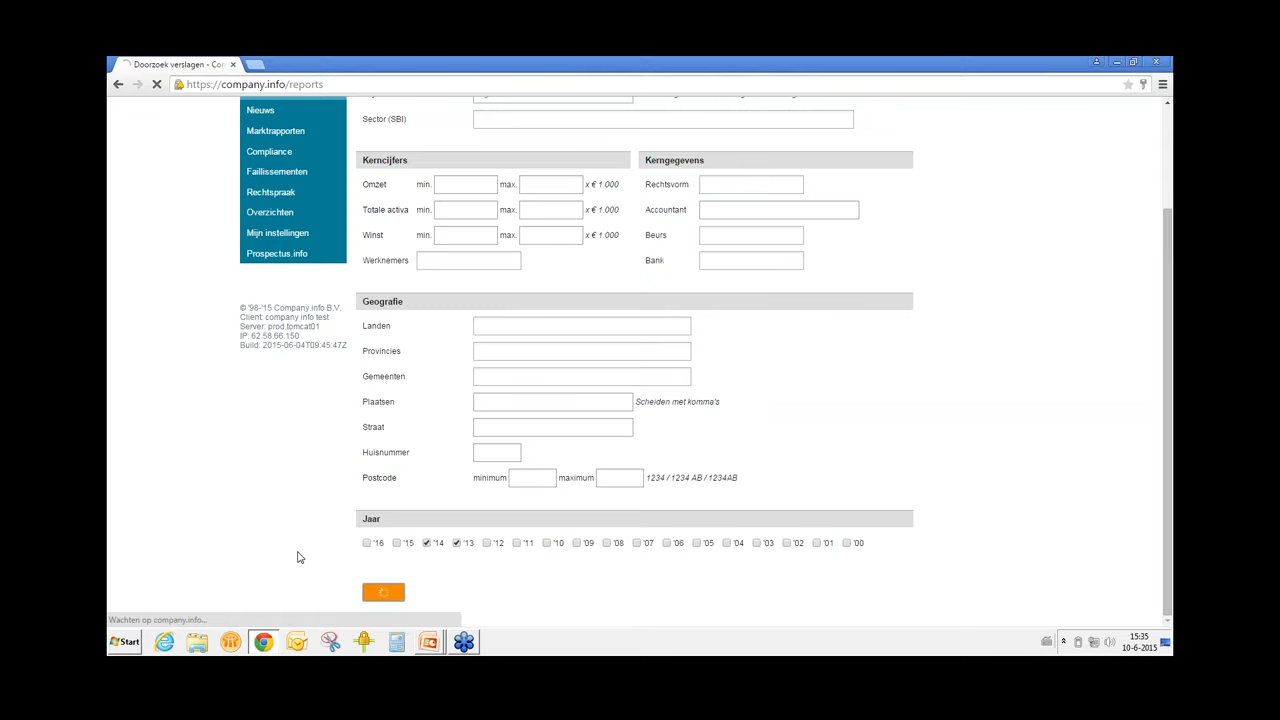 Doorzoek verslagen - Com
https://company.info/reports
Nieuws
Marktrapporten
Compliance
Faillissementen
Rechtspraak
Overzichten
Mijn instellingen
Prospectus.info
© '98-'15 Company.info B.V.
Client: company info test
Server: prod.tomcat01
IP: 62.58.66.150
Build: 2015-06-04T09:45:47Z
Sector (SBI)
Kerncijfers
Omzet min. max. x € 1.000
Totale activa min. max. x € 1.000
Winst min. max. x € 1.000
Werknemers
Kerngegevens
Rechtsvorm
Accountant
Beurs
Bank
Geografie
Landen
Provincies
Gemeenten
Plaatsen Scheiden met komma's
Straat
Huisnummer
Postcode minimum maximum 1234 / 1234 AB / 1234AB
Jaar
'16 '15 '14 '13 '12 '11 '10 '09 '08 '07 '06 '05 '04 '03 '02 '01 '00
Wachten op company.info...
Start
15:35
10-6-2015